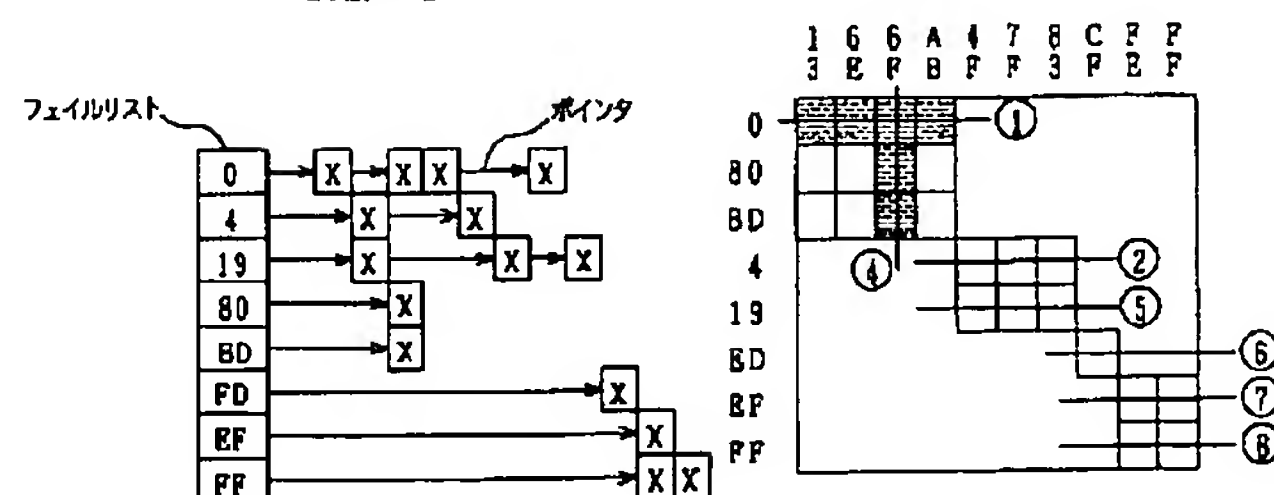 フェイルリスト
ポインタ
0 X X X X
4 X X
19 X X X
80 X
BD X
FD X
EF X
FF X X
1 6 6 A 4 7 8 C F F
3 E F B F F 3 F E F
0 ①
80
BD
④
4 ②
19 ⑤
ED ⑥
EF ⑦
FF ⑧